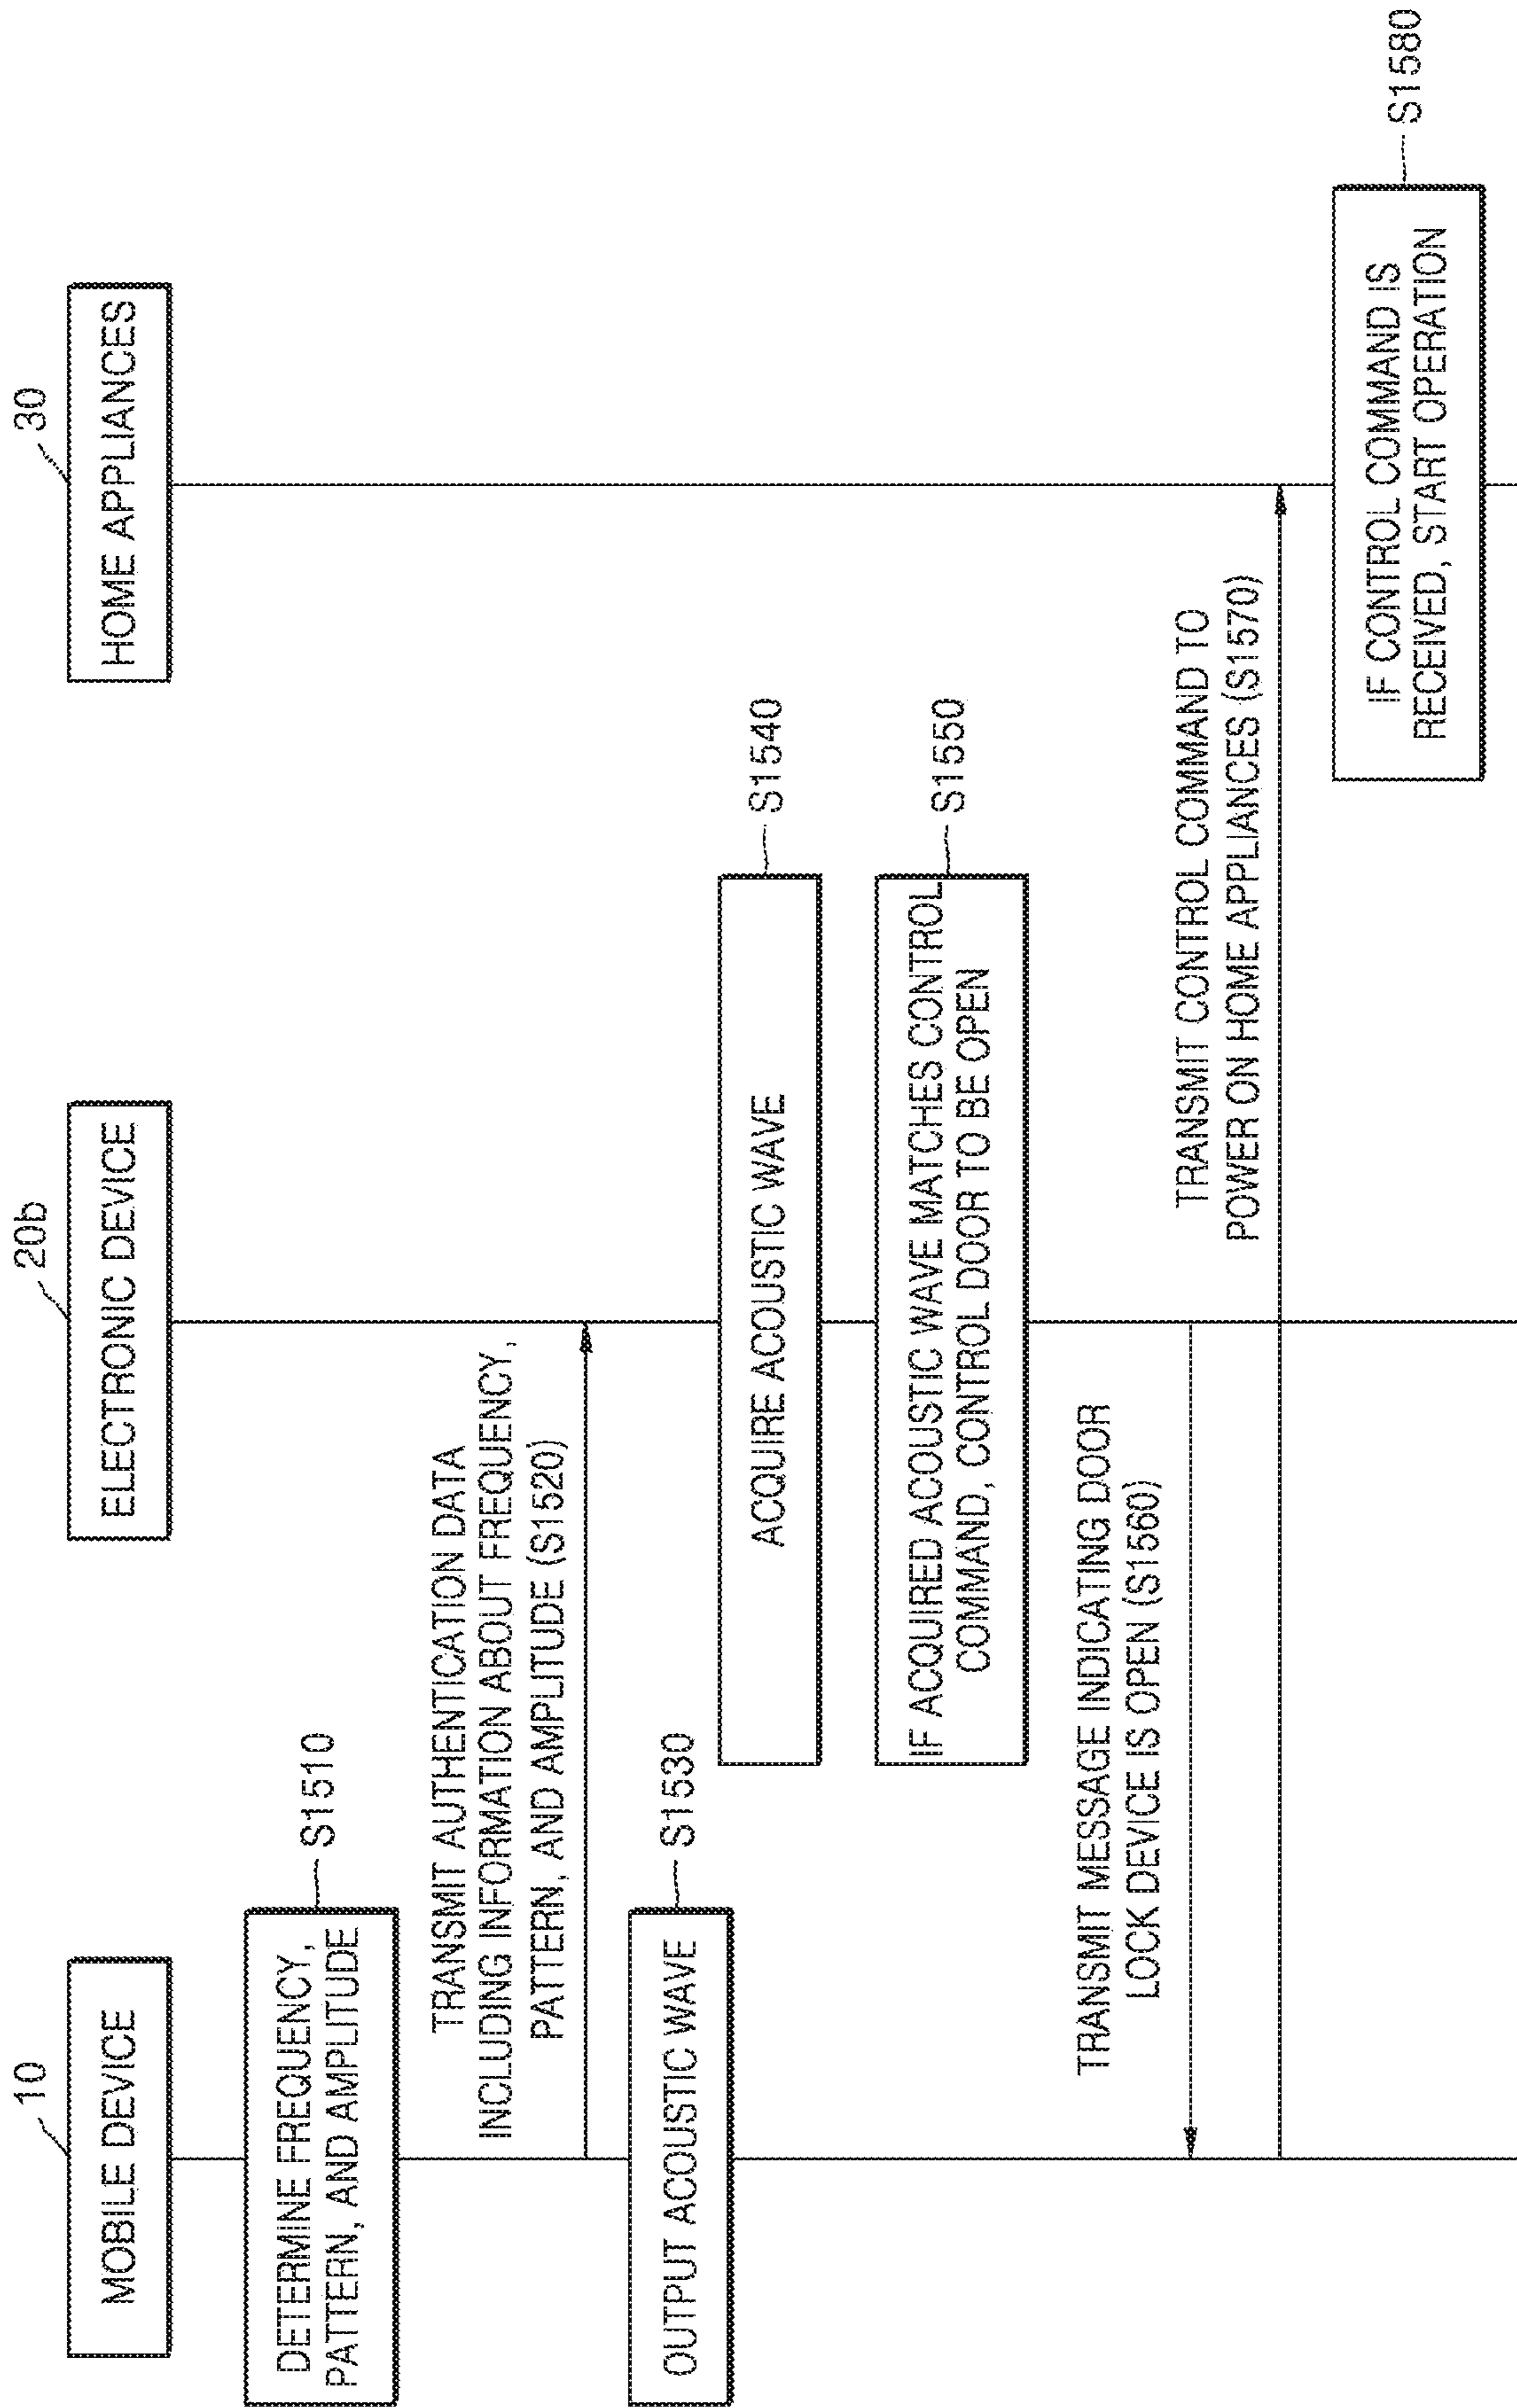 10
MOBILE DEVICE
20b
ELECTRONIC DEVICE
30
HOME APPLIANCES
DETERMINE FREQUENCY,
PATTERN, AND AMPLITUDE
S1510
TRANSMIT AUTHENTICATION DATA
INCLUDING INFORMATION ABOUT FREQUENCY,
PATTERN, AND AMPLITUDE (S1520)
OUTPUT ACOUSTIC WAVE
S1530
ACQUIRE ACOUSTIC WAVE
S1540
IF ACQUIRED ACOUSTIC WAVE MATCHES CONTROL
COMMAND, CONTROL DOOR TO BE OPEN
S1550
TRANSMIT MESSAGE INDICATING DOOR
LOCK DEVICE IS OPEN (S1560)
TRANSMIT CONTROL COMMAND TO
POWER ON HOME APPLIANCES (S1570)
IF CONTROL COMMAND IS
RECEIVED, START OPERATION
S1580